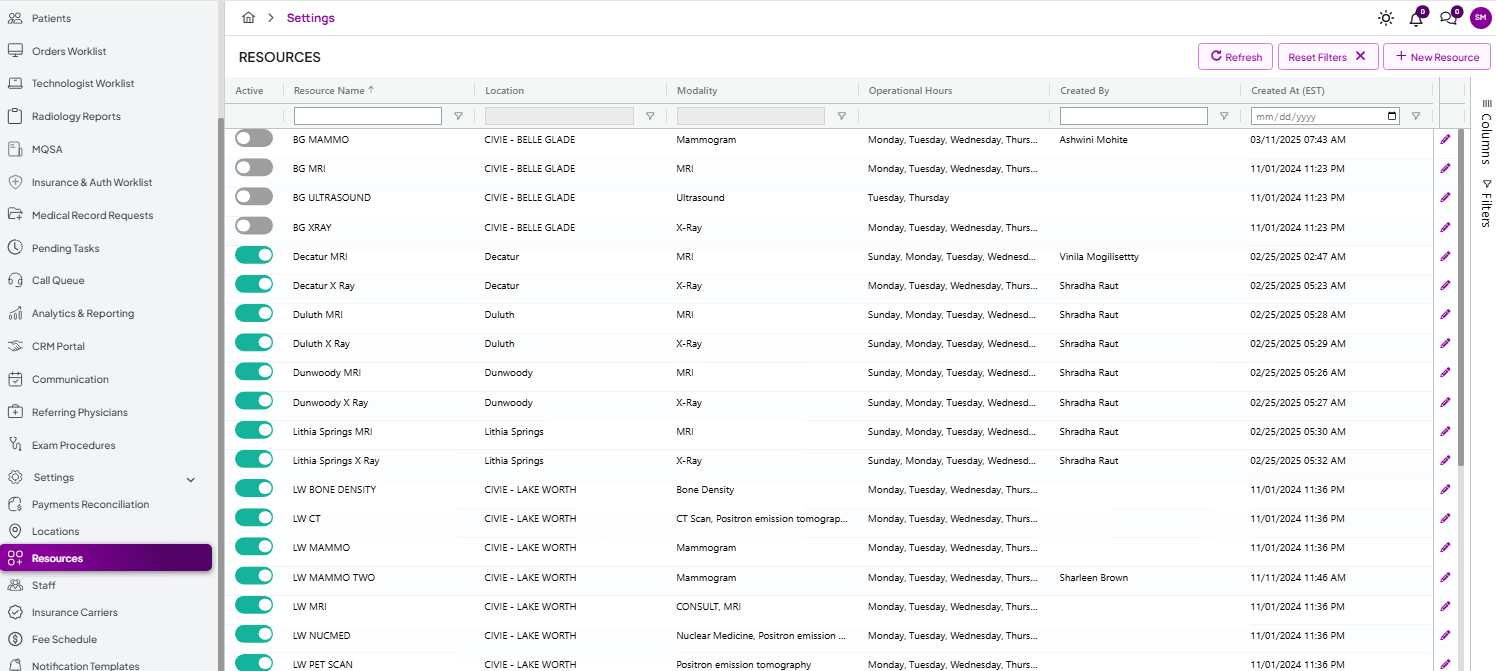 Patients
Orders Worklist
Technologist Worklist
Radiology Reports
MQSA
Insurance & Auth Worklist
Medical Record Requests
Pending Tasks
Call Queue
Analytics & Reporting
CRM Portal
Communication
Referring Physicians
Exam Procedures
Settings
Payments Reconciliation
Locations
Resources
Staff
Insurance Carriers
Fee Schedule
Notification Templates
Settings
0 0 SM
RESOURCES
Refresh Reset Filters New Resource
Active Resource Name Location Modality Operational Hours Created By Created At (EST)
mm/dd/yyyy
BG MAMMO CIVIE - BELLE GLADE Mammogram Monday, Tuesday, Wednesday, Thurs... Ashwini Mohite 03/11/2025 07:43 AM
BG MRI CIVIE - BELLE GLADE MRI Monday, Tuesday, Wednesday, Thurs... 11/01/2024 11:23 PM
BG ULTRASOUND CIVIE - BELLE GLADE Ultrasound Tuesday, Thursday 11/01/2024 11:23 PM
BG XRAY CIVIE - BELLE GLADE X-Ray Monday, Tuesday, Wednesday, Thurs... 11/01/2024 11:23 PM
Decatur MRI Decatur MRI Sunday, Monday, Tuesday, Wednesd... Vinila Mogilisettty 02/25/2025 02:47 AM
Decatur X Ray Decatur X-Ray Monday, Tuesday, Wednesday, Thurs... Shradha Raut 02/25/2025 05:23 AM
Duluth MRI Duluth MRI Sunday, Monday, Tuesday, Wednesd... Shradha Raut 02/25/2025 05:28 AM
Duluth X Ray Duluth X-Ray Sunday, Monday, Tuesday, Wednesd... Shradha Raut 02/25/2025 05:29 AM
Dunwoody MRI Dunwoody MRI Sunday, Monday, Tuesday, Wednesd... Shradha Raut 02/25/2025 05:26 AM
Dunwoody X Ray Dunwoody X-Ray Sunday, Monday, Tuesday, Wednesd... Shradha Raut 02/25/2025 05:27 AM
Lithia Springs MRI Lithia Springs MRI Sunday, Monday, Tuesday, Wednesd... Shradha Raut 02/25/2025 05:30 AM
Lithia Springs X Ray Lithia Springs X-Ray Sunday, Monday, Tuesday, Wednesd... Shradha Raut 02/25/2025 05:32 AM
LW BONE DENSITY CIVIE - LAKE WORTH Bone Density Monday, Tuesday, Wednesday, Thurs... 11/01/2024 11:36 PM
LW CT CIVIE - LAKE WORTH CT Scan, Positron emission tomograp... Monday, Tuesday, Wednesday, Thurs... 11/01/2024 11:36 PM
LW MAMMO CIVIE - LAKE WORTH Mammogram Monday, Tuesday, Wednesday, Thurs... 11/01/2024 11:36 PM
LW MAMMO TWO CIVIE - LAKE WORTH Mammogram Monday, Tuesday, Wednesday, Thurs... Sharleen Brown 11/11/2024 11:46 AM
LW MRI CIVIE - LAKE WORTH CONSULT, MRI Monday, Tuesday, Wednesday, Thurs... 11/01/2024 11:36 PM
LW NUCMED CIVIE - LAKE WORTH Nuclear Medicine, Positron emission ... Monday, Tuesday, Wednesday, Thurs... 11/01/2024 11:36 PM
LW PET SCAN CIVIE - LAKE WORTH Positron emission tomography Monday, Tuesday, Wednesday, Thurs... 11/01/2024 11:36 PM
Columns
Filters